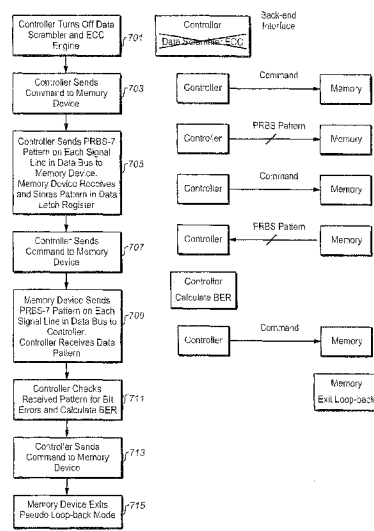 Controller Turns Off Data
Scrambler and ECC
Engine
701
Controller Sends
Command to Memory
Device
703
Controller Sends PRBS-7
Pattern on Each Signal
Line in Data Bus to
Memory Device.
Memory Device Receives
and Stores Pattern in Data
Latch Register
705
Controller Sends
Command to Memory
Device
707
Memory Device Sends
PRBS-7 Pattern on Each
Signal Line in Data Bus to
Controller.
Controller Receives Data
Pattern
709
Controller Checks
Received Pattern for Bit
Errors and Calculate BER
711
Controller Sends
Command to Memory
Device
713
Memory Device Exits
Pseudo Loop-back Mode
715
Controller
Data Scrambler ECC
Back-end
Interface
Controller
Command
Memory
Controller
PRBS Pattern
Memory
Controller
Command
Memory
Controller
PRBS Pattern
Memory
Controller
Calculate BER
Controller
Command
Memory
Memory
Exit Loop-back